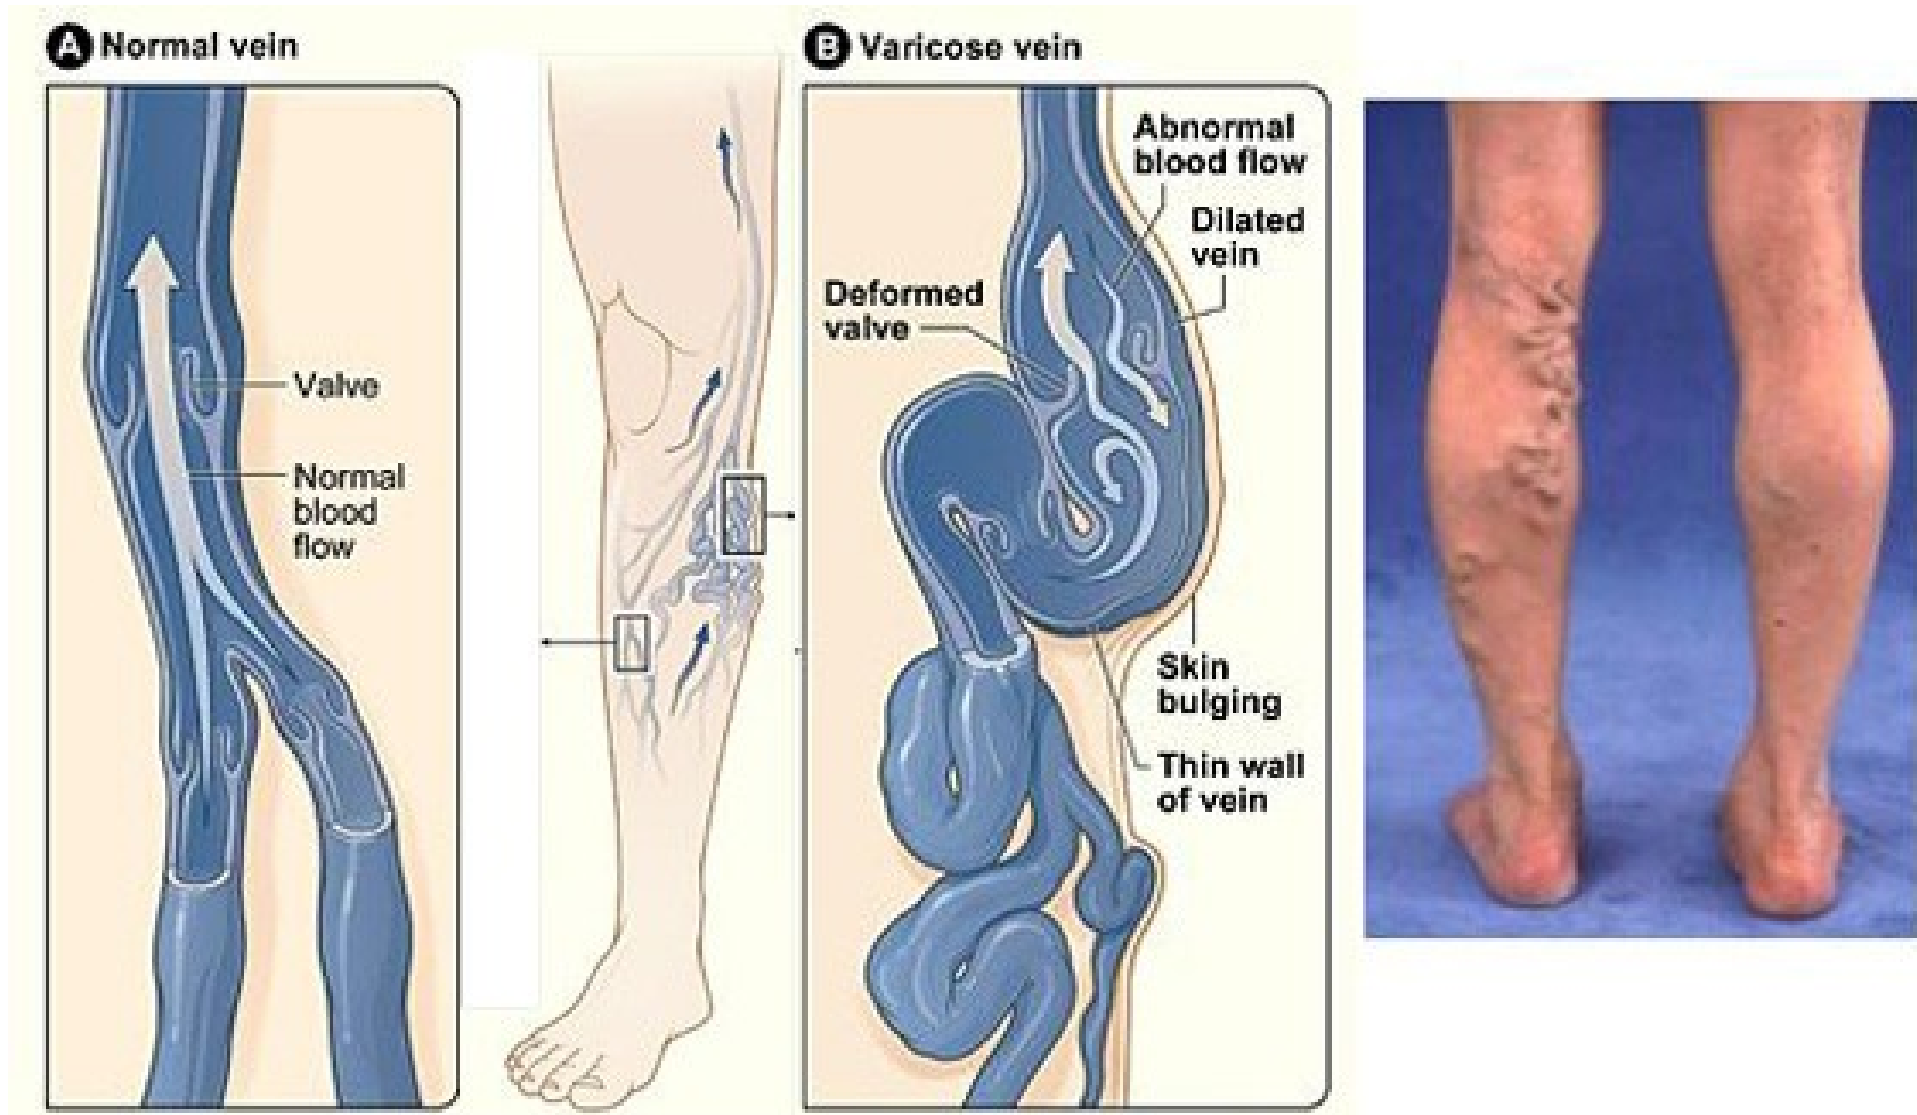 A Normal vein
Valve
Normal
blood
flow
B Varicose vein
Abnormal
blood flow
Dilated
vein
Deformed
valve
Skin
bulging
Thin wall
of vein